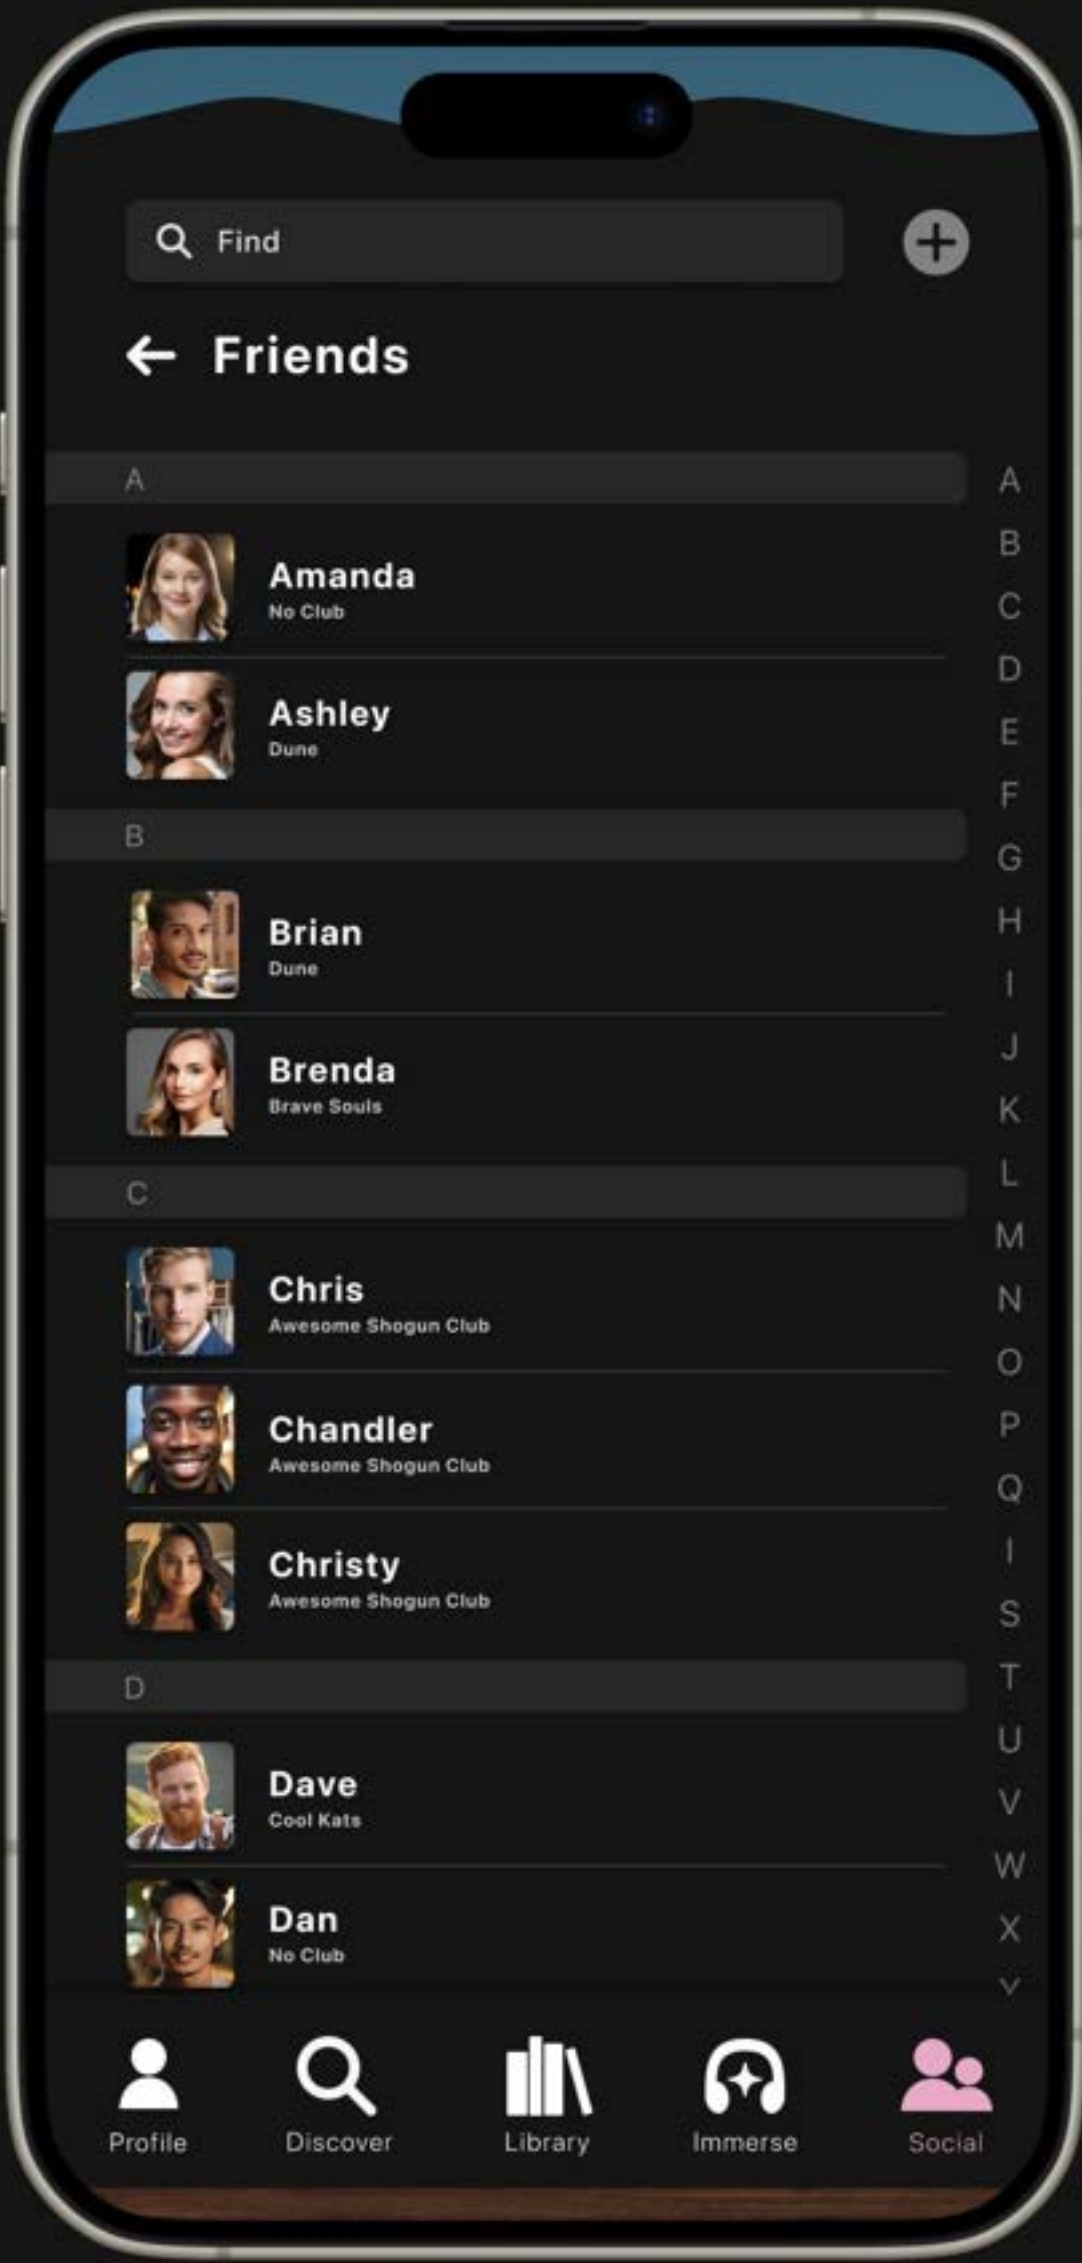 Find
Friends
A
Amanda
No Club
Ashley
Dune
B
Brian
Dune
Brenda
Brave Souls
C
Chris
Awesome Shogun Club
Chandler
Awesome Shogun Club
Christy
Awesome Shogun Club
D
Dave
Cool Kats
Dan
No Club
A
B
C
D
E
F
G
H
I
J
K
L
M
N
O
P
Q
I
S
T
U
V
W
X
Y
Profile
Discover
Library
Immerse
Social